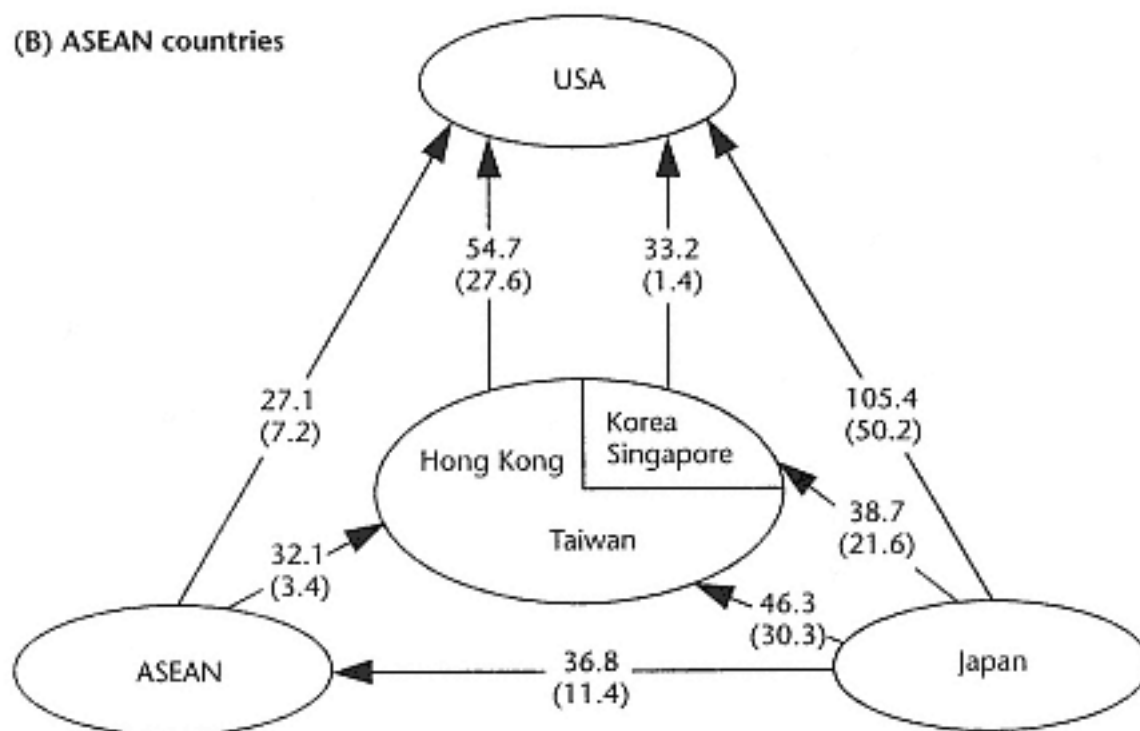 (B) ASEAN countries
USA
54.7
(27.6)
33.2
(1.4)
27.1
(7.2)
105.4
(50.2)
Hong Kong
Korea
Singapore
Taiwan
38.7
(21.6)
32.1
(3.4)
46.3
(30.3)
ASEAN
36.8
(11.4)
Japan